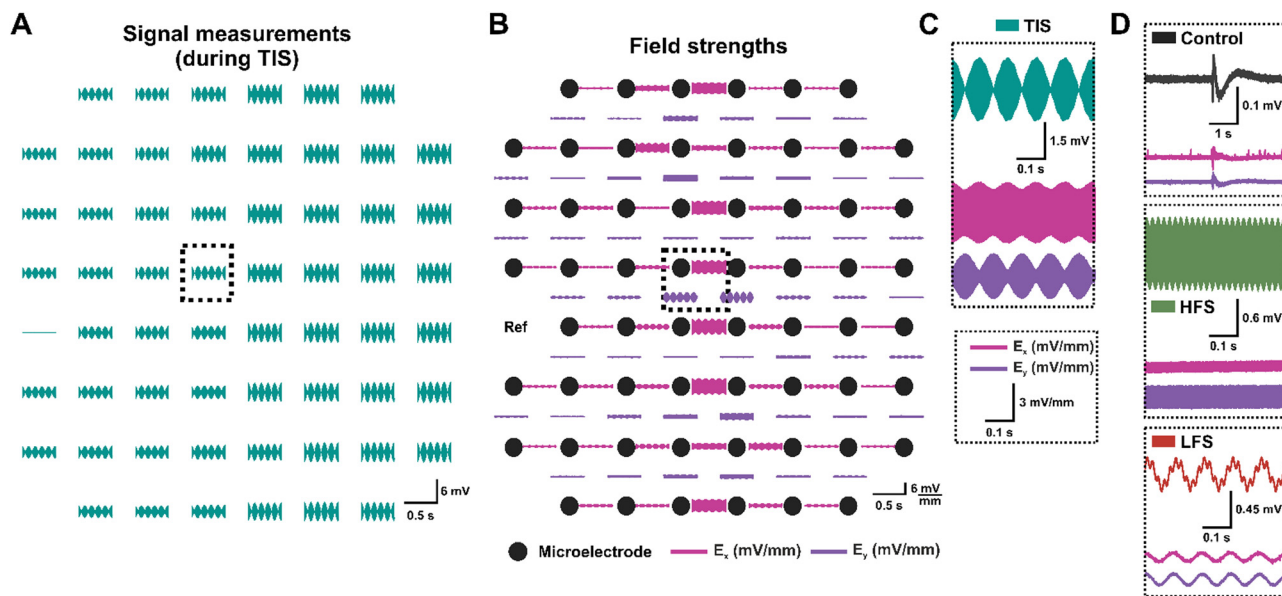 A
Signal measurements
(during TIS)
6 mV
0.5 s
B
Field strengths
Ref
6 mV
mm
0.5 s
Microelectrode
Eₓ (mV/mm)
Eᵧ (mV/mm)
C
TIS
1.5 mV
0.1 s
Eₓ (mV/mm)
Eᵧ (mV/mm)
3 mV/mm
0.1 s
D
Control
0.1 mV
1 s
HFS
0.6 mV
0.1 s
LFS
0.45 mV
0.1 s